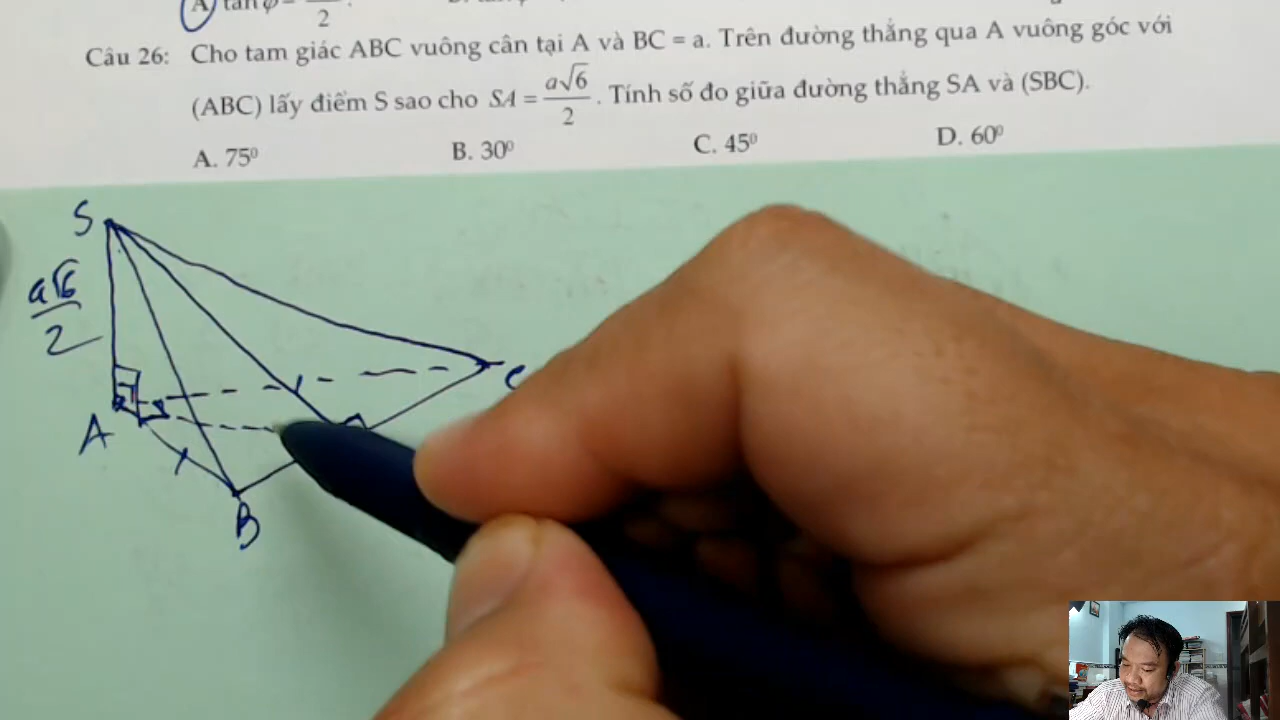 A. tan φ =
2
Câu 26: Cho tam giác ABC vuông cân tại A và BC = a. Trên đường thẳng qua A vuông góc với
(ABC) lấy điểm S sao cho SA = a√6/2. Tính số đo giữa đường thẳng SA và (SBC).
A. 75⁰ B. 30⁰ C. 45⁰ D. 60⁰
S
a√6
2
A
B
C